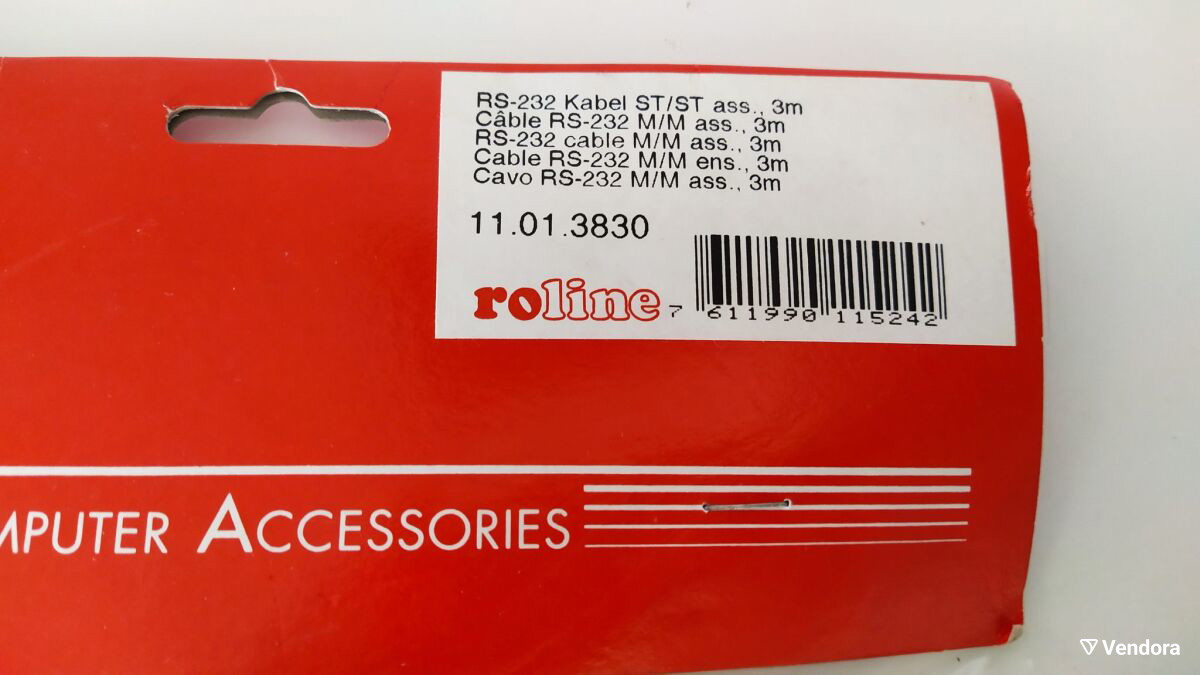 RS-232 Kabel ST/ST ass., 3m
Câble RS-232 M/M ass., 3m
RS-232 cable M/M ass., 3m
Cable RS-232 M/M ens., 3m
Cavo RS-232 M/M ass., 3m
11.01.3830
roline
7 611990 115242
MPUTER ACCESSORIES
Vendora